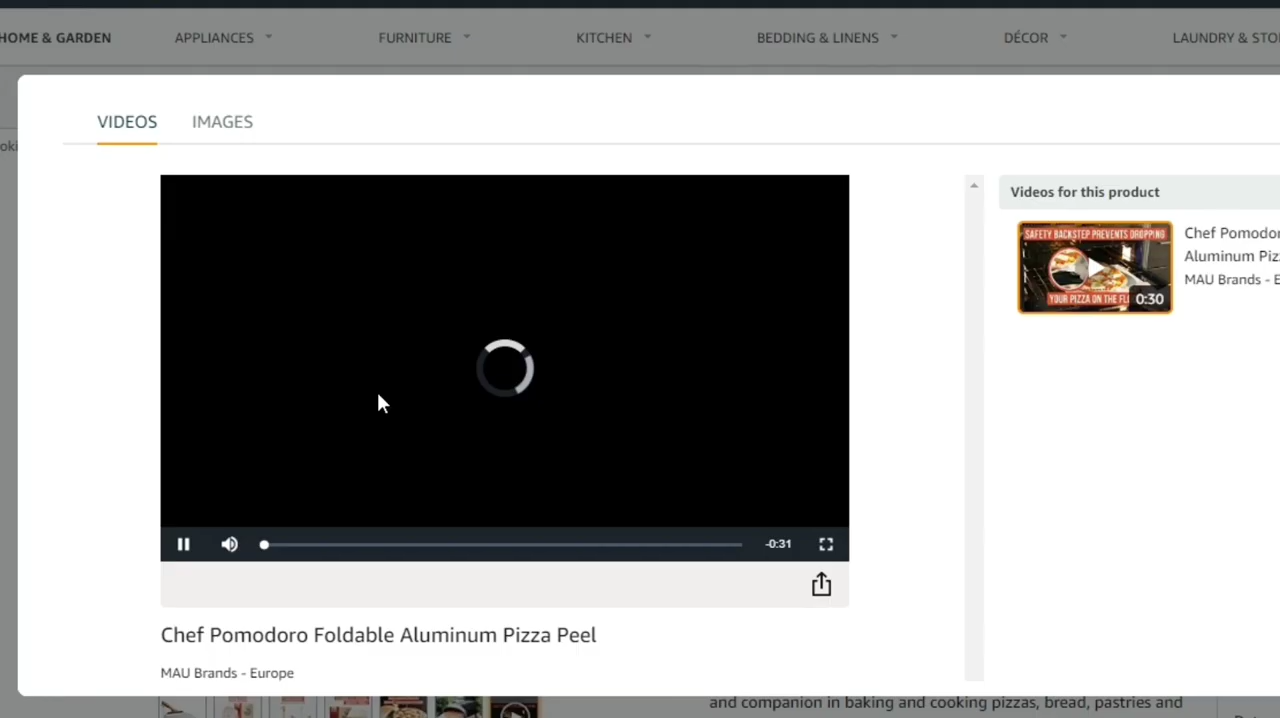 HOME & GARDEN
APPLIANCES
FURNITURE
KITCHEN
BEDDING & LINENS
DÉCOR
LAUNDRY & STO
oki
VIDEOS
IMAGES
Videos for this product
SAFETY BACKSTEP PREVENTS DROPPING
YOUR PIZZA ON THE FL
0:30
Chef Pomodor
Aluminum Piz
MAU Brands - E
-0:31
Chef Pomodoro Foldable Aluminum Pizza Peel
MAU Brands - Europe
and companion in baking and cooking pizzas, bread, pastries and